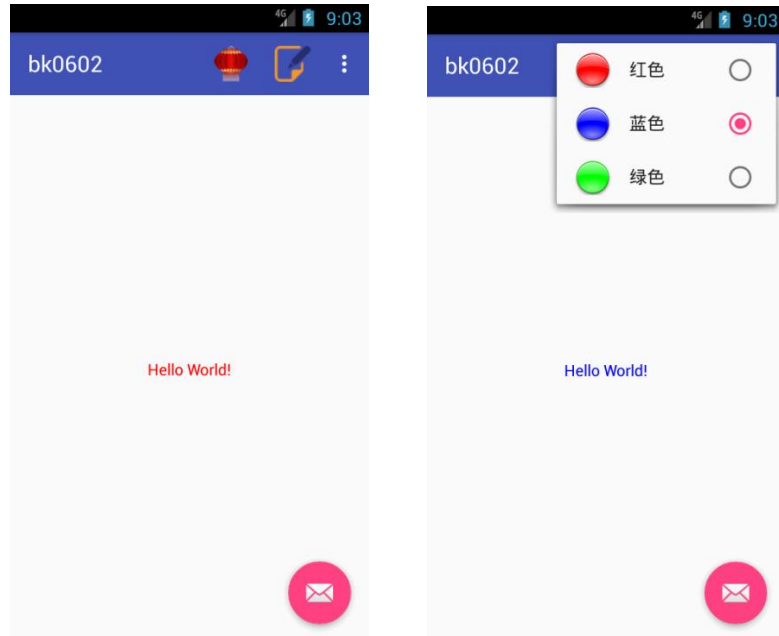 4G 9:03
bk0602
Hello World!
4G 9:03
bk0602
红色
蓝色
绿色
Hello World!